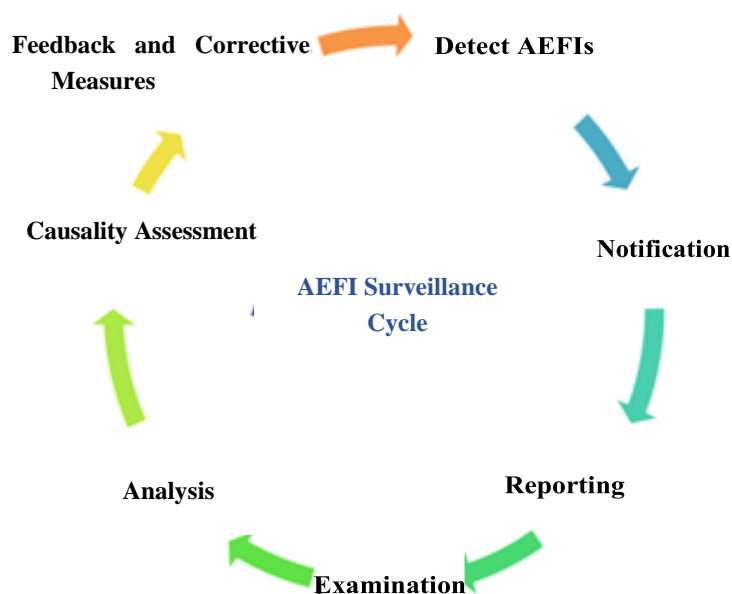 Feedback and Corrective
Measures
Detect AEFIs
Notification
Reporting
Examination
Analysis
Causality Assessment
AEFI Surveillance
Cycle